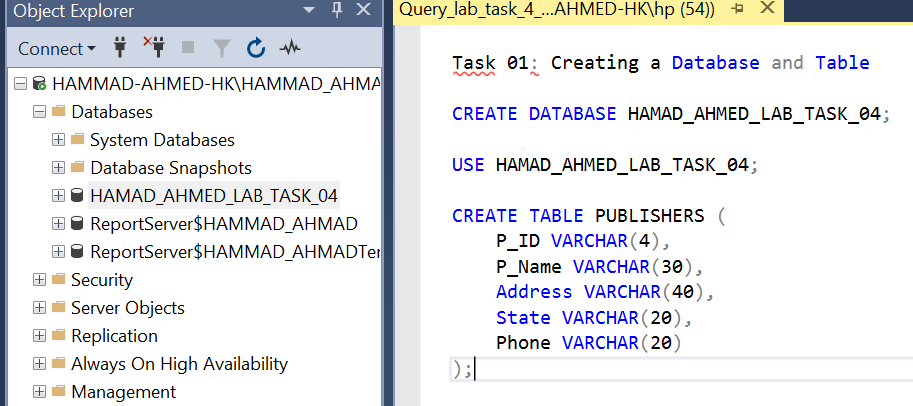 Object Explorer
Connect
HAMMAD-AHMED-HK\HAMMAD_AHMA
Databases
System Databases
Database Snapshots
HAMAD_AHMED_LAB_TASK_04
ReportServer$HAMMAD_AHMAD
ReportServer$HAMMAD_AHMADTer
Security
Server Objects
Replication
Always On High Availability
Management
Query_lab_task_4_...AHMED-HK\hp (54))
Task 01: Creating a Database and Table
CREATE DATABASE HAMAD_AHMED_LAB_TASK_04;
USE HAMAD_AHMED_LAB_TASK_04;
CREATE TABLE PUBLISHERS (
P_ID VARCHAR(4),
P_Name VARCHAR(30),
Address VARCHAR(40),
State VARCHAR(20),
Phone VARCHAR(20)
);